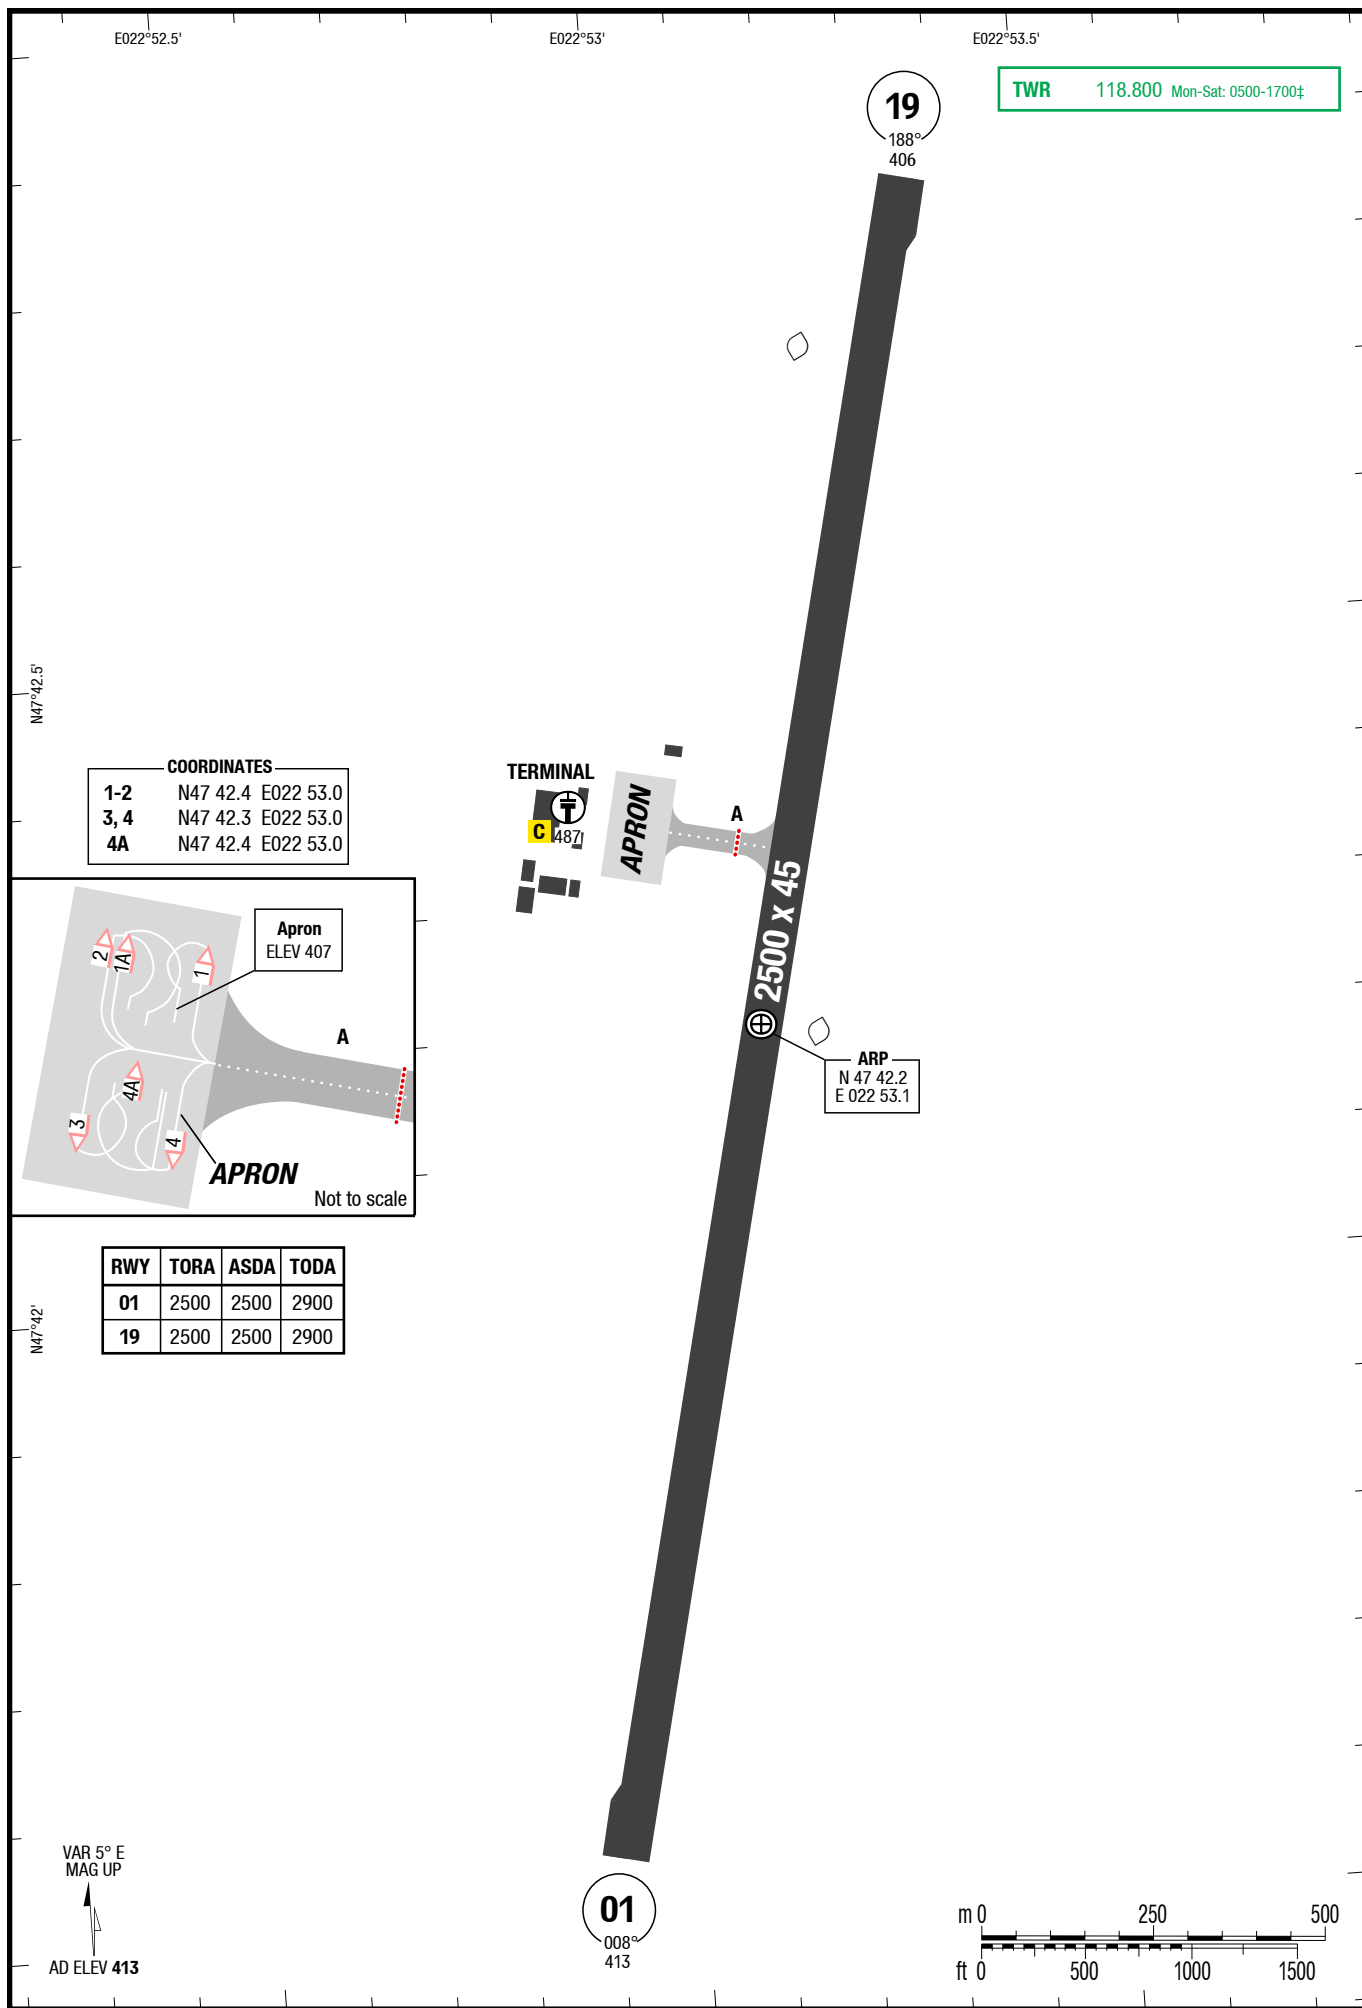 E022°52.5'
E022°53'
E022°53.5'
TWR 118.800 Mon-Sat: 0500-1700‡
19
188°
406
N47°42.5'
COORDINATES
1-2 N47 42.4 E022 53.0
3, 4 N47 42.3 E022 53.0
4A N47 42.4 E022 53.0
TERMINAL
C 487
APRON
A
2500 x 45
Apron
ELEV 407
2
1A
1
A
4A
3
4
APRON
Not to scale
ARP
N 47 42.2
E 022 53.1
RWY TORA ASDA TODA
01 2500 2500 2900
19 2500 2500 2900
N47°42'
VAR 5° E
MAG UP
AD ELEV 413
01
008°
413
m 0 250 500
ft 0 500 1000 1500